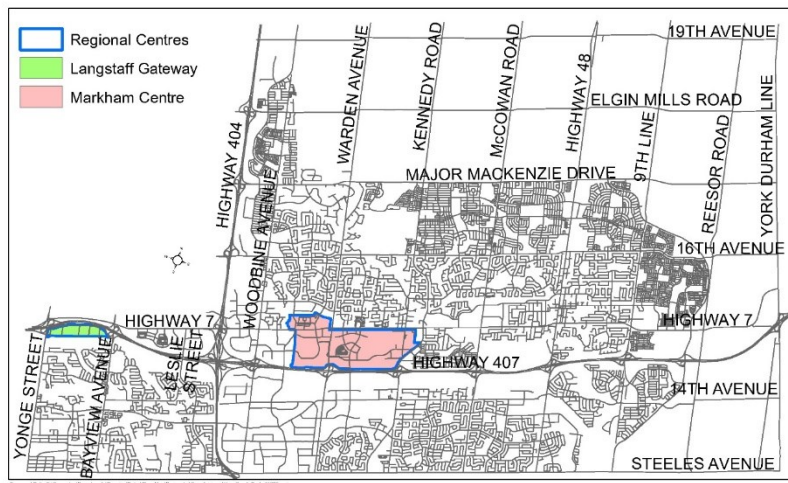 Regional Centres
Langstaff Gateway
Markham Centre
19TH AVENUE
ELGIN MILLS ROAD
MAJOR MACKENZIE DRIVE
16TH AVENUE
HIGHWAY 7
HIGHWAY 7
HIGHWAY 407
14TH AVENUE
STEELES AVENUE
YONGE STREET
BAYVIEW AVENUE
LESLIE
STREET
HIGHWAY 404
WOODBINE AVENUE
WARDEN AVENUE
KENNEDY ROAD
McCOWAN ROAD
HIGHWAY 48
9TH LINE
REESOR ROAD
YORK DURHAM LINE